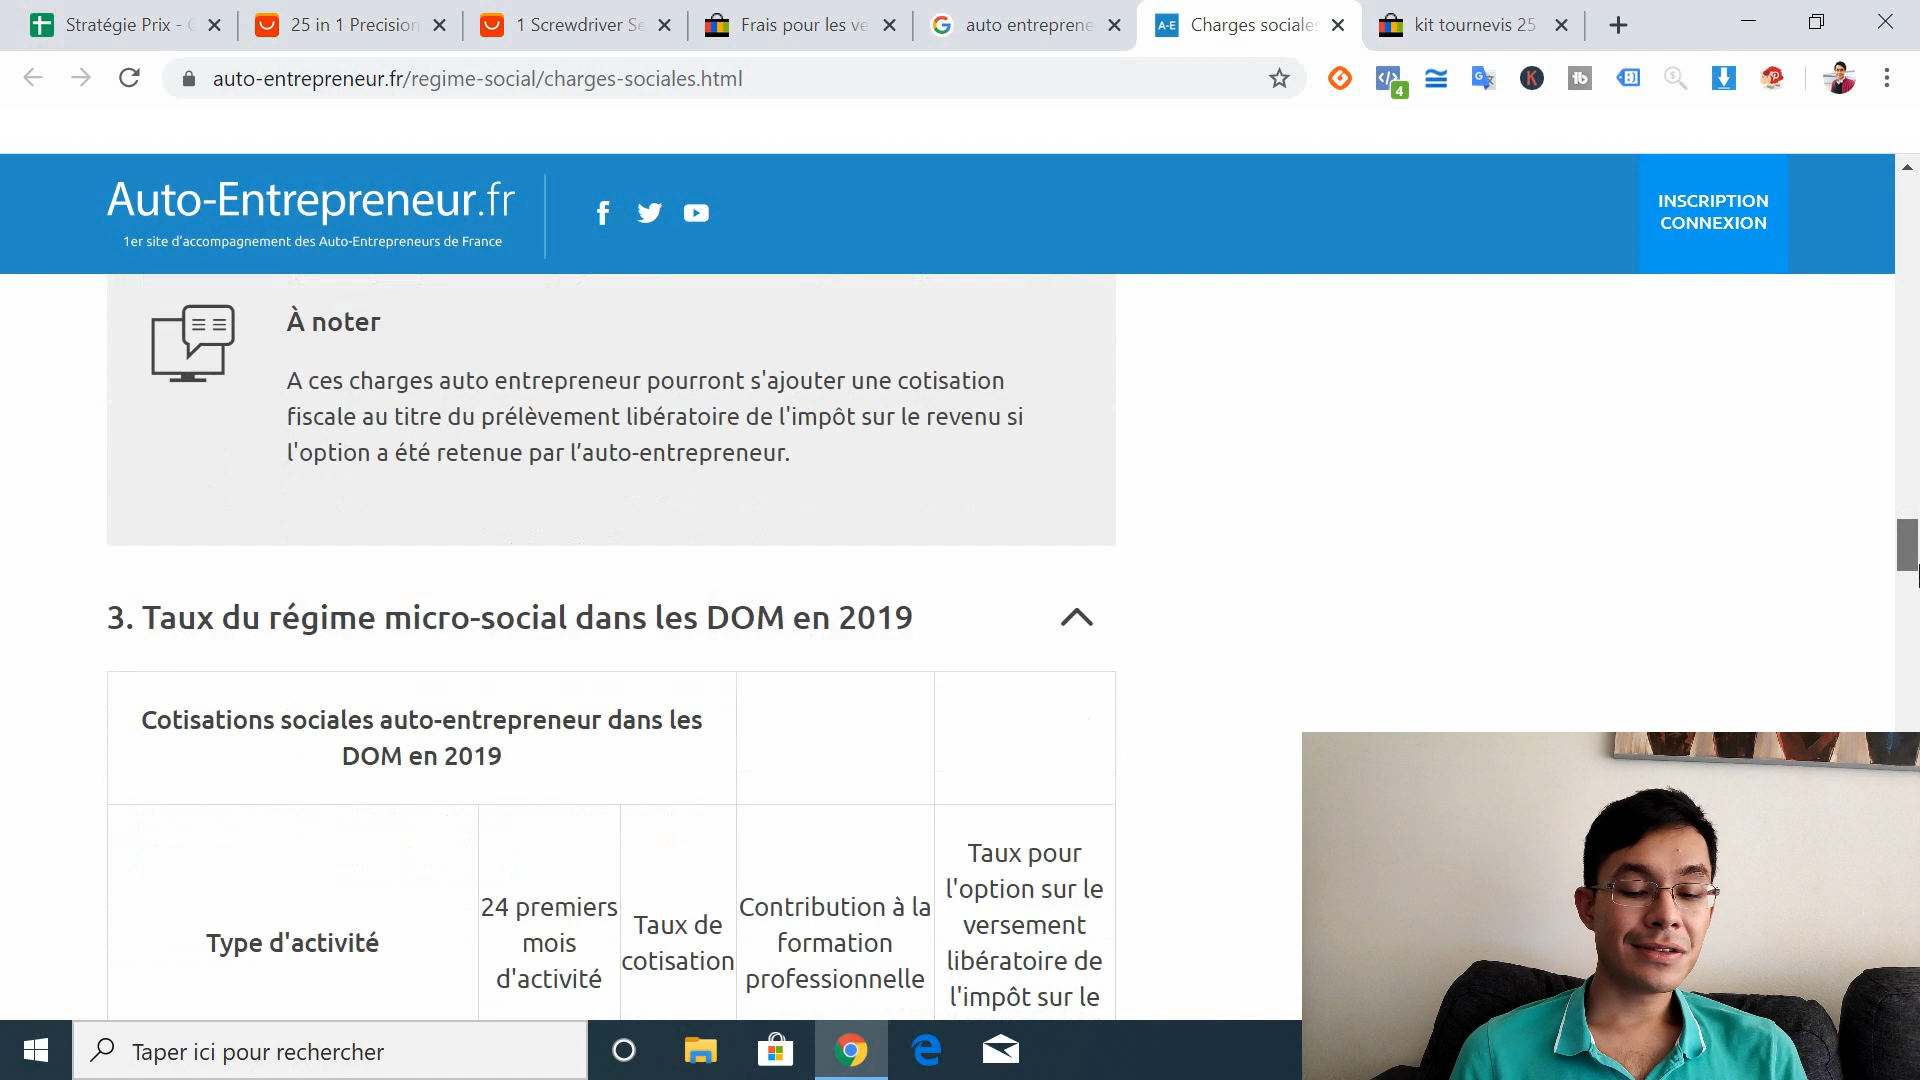 Stratégie Prix -
25 in 1 Precision
1 Screwdriver Se
Frais pour les ve
auto entreprene
Charges sociales
kit tournevis 25
auto-entrepreneur.fr/regime-social/charges-sociales.html
4
Auto-Entrepreneur.fr
1er site d'accompagnement des Auto-Entrepreneurs de France
INSCRIPTION
CONNEXION
À noter
A ces charges auto entrepreneur pourront s'ajouter une cotisation
fiscale au titre du prélèvement libératoire de l'impôt sur le revenu si
l'option a été retenue par l’auto-entrepreneur.
3. Taux du régime micro-social dans les DOM en 2019
Cotisations sociales auto-entrepreneur dans les
DOM en 2019
Type d'activité
24 premiers
mois
d'activité
Taux de
cotisation
Contribution à la
formation
professionnelle
Taux pour
l'option sur le
versement
libératoire de
l'impôt sur le
Taper ici pour rechercher